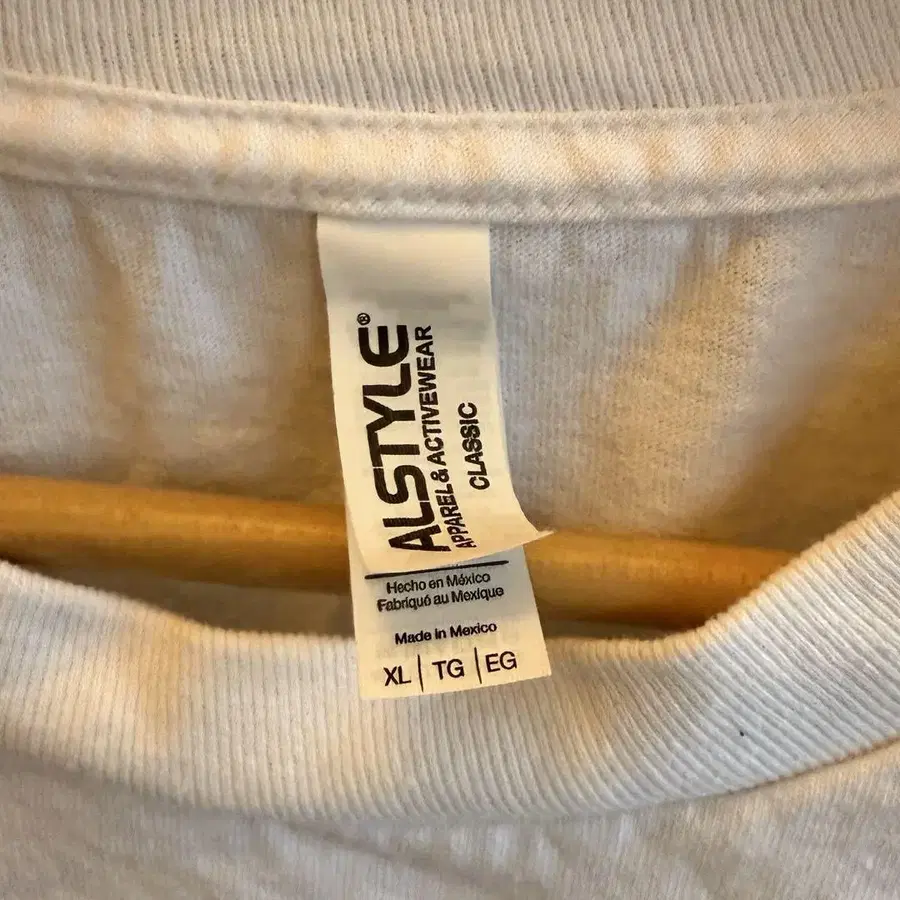 ALSTYLE®
APPAREL & ACTIVEWEAR
CLASSIC
Hecho en México
Fabriqué au Mexique
Made in Mexico
XL | TG | EG